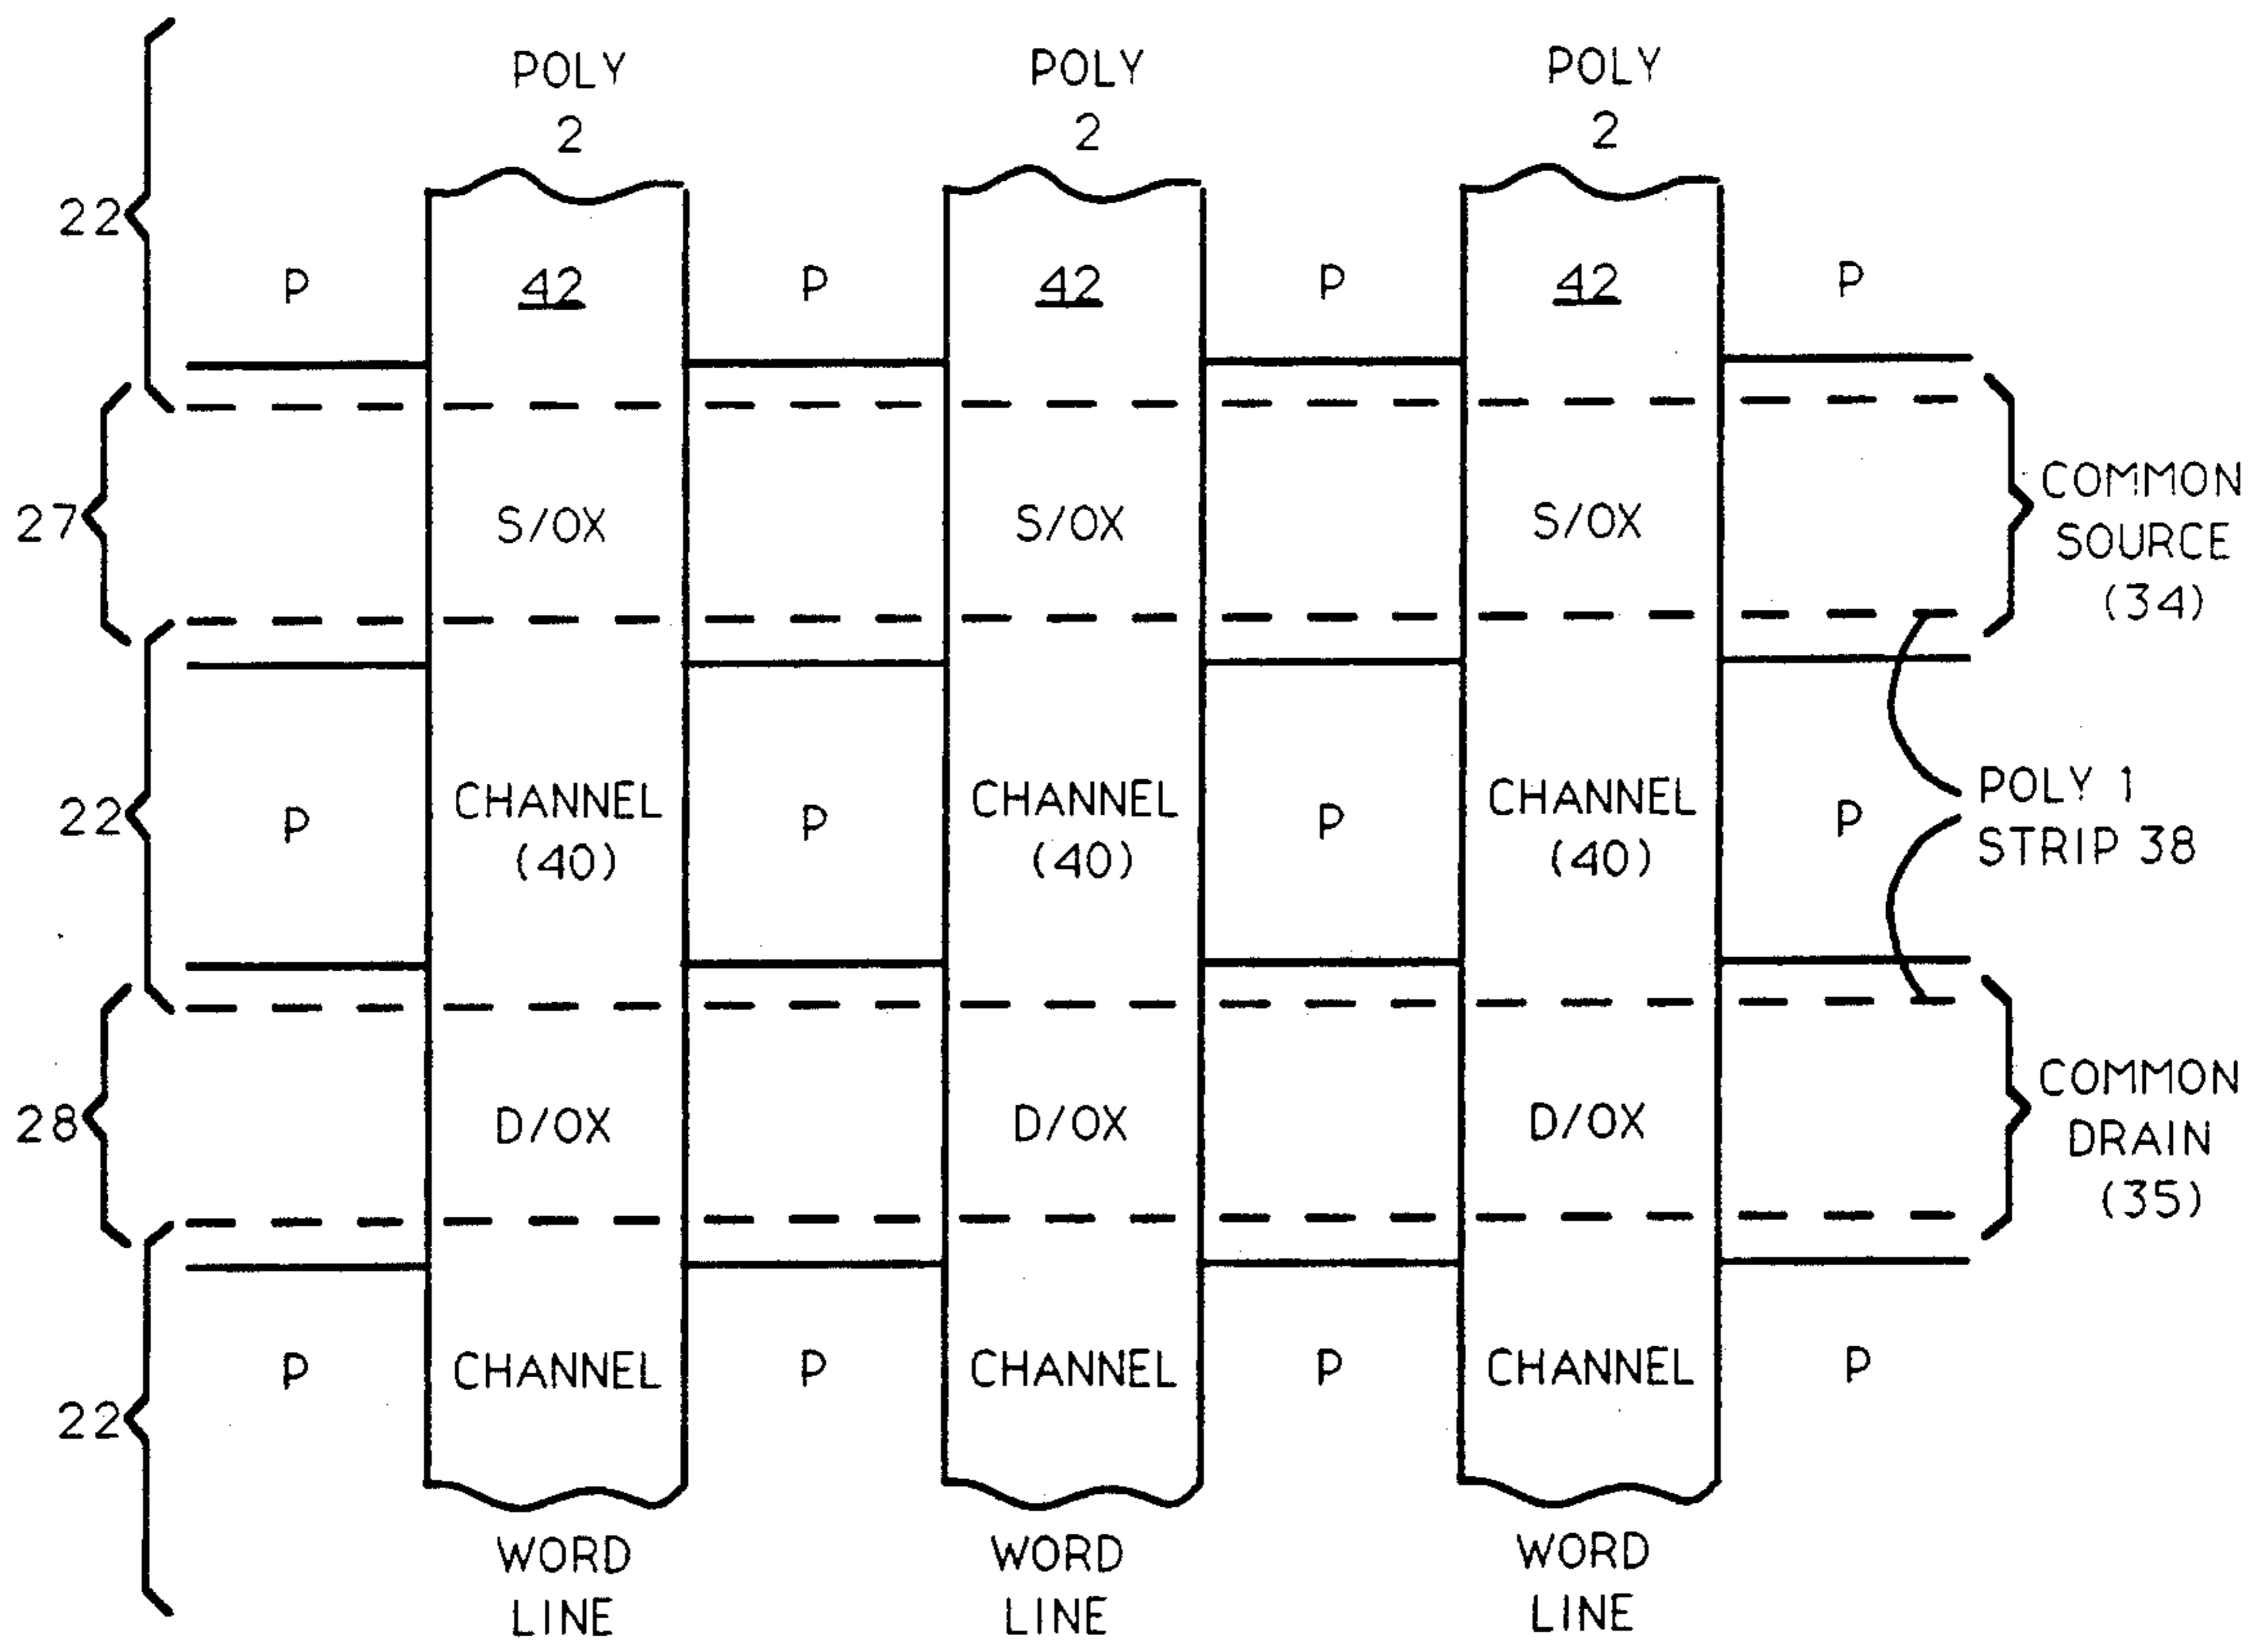 POLY
2
POLY
2
POLY
2
22
P
42
P
42
P
42
P
27
S/OX
S/OX
S/OX
COMMON
SOURCE
(34)
22
P
CHANNEL
(40)
P
CHANNEL
(40)
P
CHANNEL
(40)
P
POLY 1
STRIP 38
28
D/OX
D/OX
D/OX
COMMON
DRAIN
(35)
22
P
CHANNEL
P
CHANNEL
P
CHANNEL
P
WORD
LINE
WORD
LINE
WORD
LINE